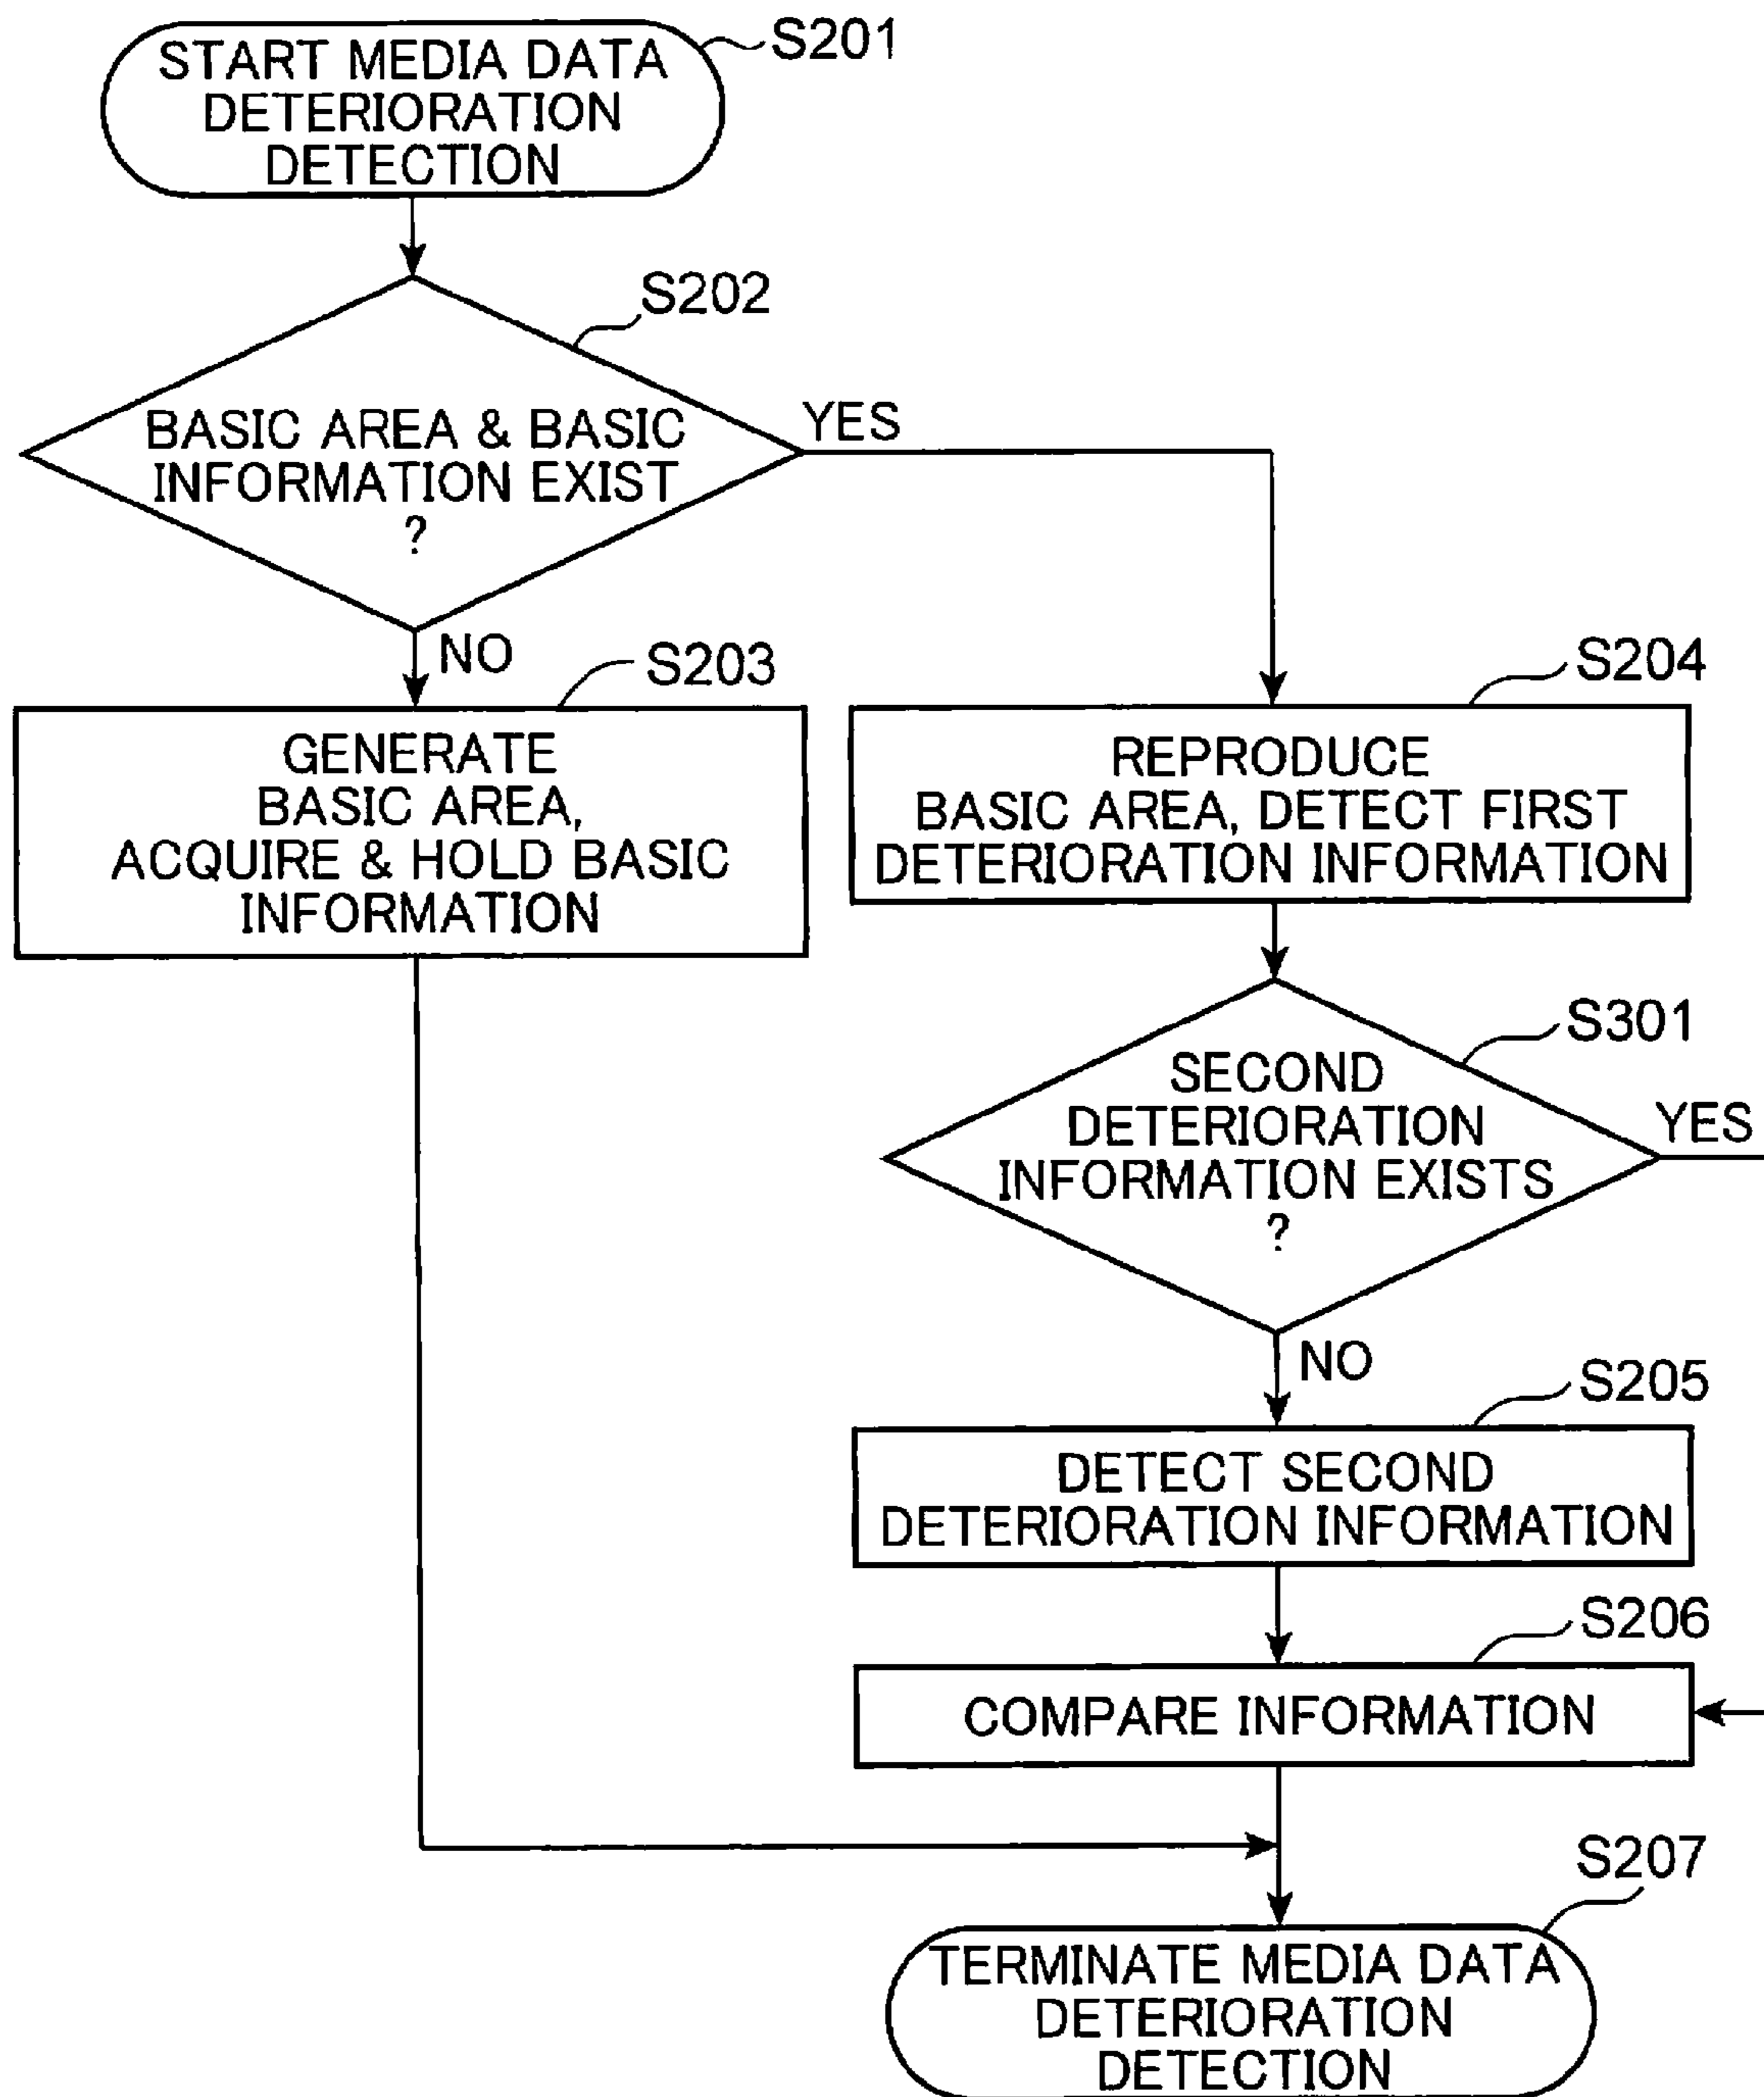 START MEDIA DATA
DETERIORATION
DETECTION
S201
S202
BASIC AREA & BASIC
INFORMATION EXIST
?
YES
NO
S203
GENERATE
BASIC AREA,
ACQUIRE & HOLD BASIC
INFORMATION
S204
REPRODUCE
BASIC AREA, DETECT FIRST
DETERIORATION INFORMATION
S301
SECOND
DETERIORATION
INFORMATION EXISTS
?
YES
NO
S205
DETECT SECOND
DETERIORATION INFORMATION
S206
COMPARE INFORMATION
S207
TERMINATE MEDIA DATA
DETERIORATION
DETECTION